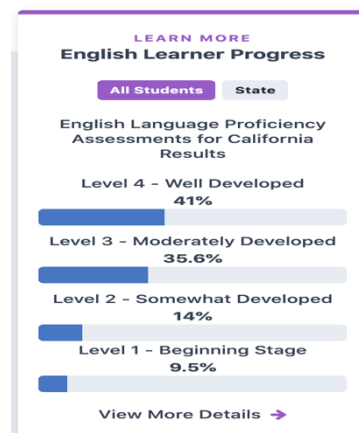 LEARN MORE
English Learner Progress
All Students State
English Language Proficiency
Assessments for California
Results
Level 4 - Well Developed
41%
Level 3 - Moderately Developed
35.6%
Level 2 - Somewhat Developed
14%
Level 1 - Beginning Stage
9.5%
View More Details →